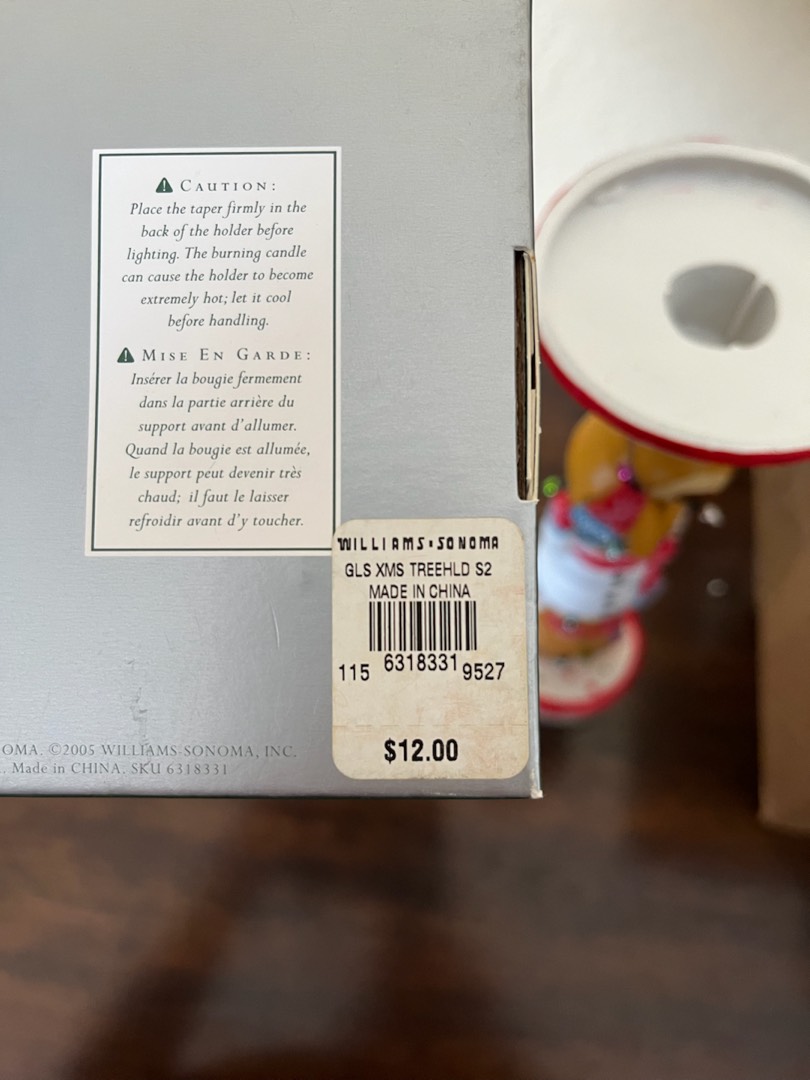 CAUTION:
Place the taper firmly in the
back of the holder before
lighting. The burning candle
can cause the holder to become
extremely hot; let it cool
before handling.
MISE EN GARDE:
Insérer la bougie fermement
dans la partie arrière du
support avant d'allumer.
Quand la bougie est allumée,
le support peut devenir très
chaud; il faut le laisser
refroidir avant d'y toucher.
WILLIAMS-SONOMA
GLS XMS TREEHLD S2
MADE IN CHINA
115 6318331 9527
$12.00
OMA. ©2005 WILLIAMS-SONOMA, INC.
. Made in CHINA. SKU 6318331